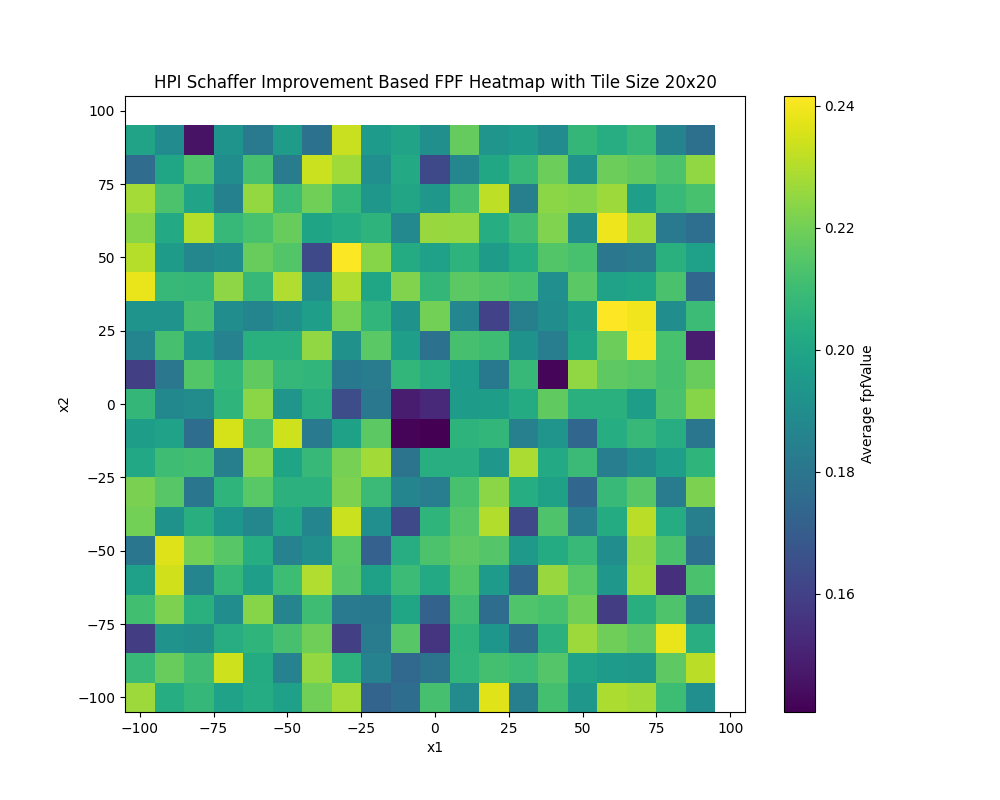 HPI Schaffer Improvement Based FPF Heatmap with Tile Size 20x20
100
75
50
25
0
−25
−50
−75
−100
x2
−100 −75 −50 −25 0 25 50 75 100
x1
0.24
0.22
0.20
0.18
0.16
Average fpfValue